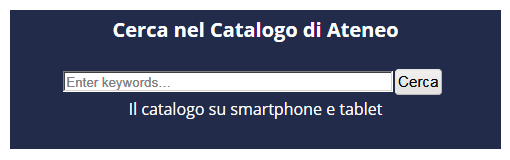 Cerca nel Catalogo di Ateneo
Enter keywords... Cerca
Il catalogo su smartphone e tablet